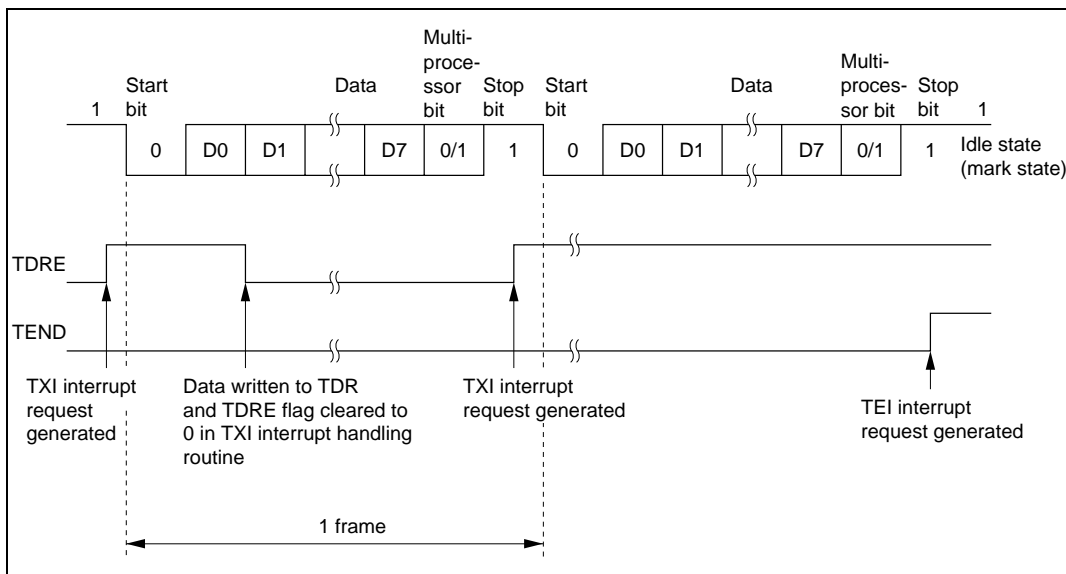 Multi-
proce-
ssor
bit
Start
bit
Data
Stop
bit
Start
bit
Data
Multi-
proces-
sor bit
Stop
bit
1
1
0
D0
D1
D7
0/1
1
0
D0
D1
D7
0/1
1
Idle state
(mark state)
TDRE
TEND
TXI interrupt
request
generated
Data written to TDR
and TDRE flag cleared to
0 in TXI interrupt handling
routine
TXI interrupt
request generated
TEI interrupt
request generated
1 frame